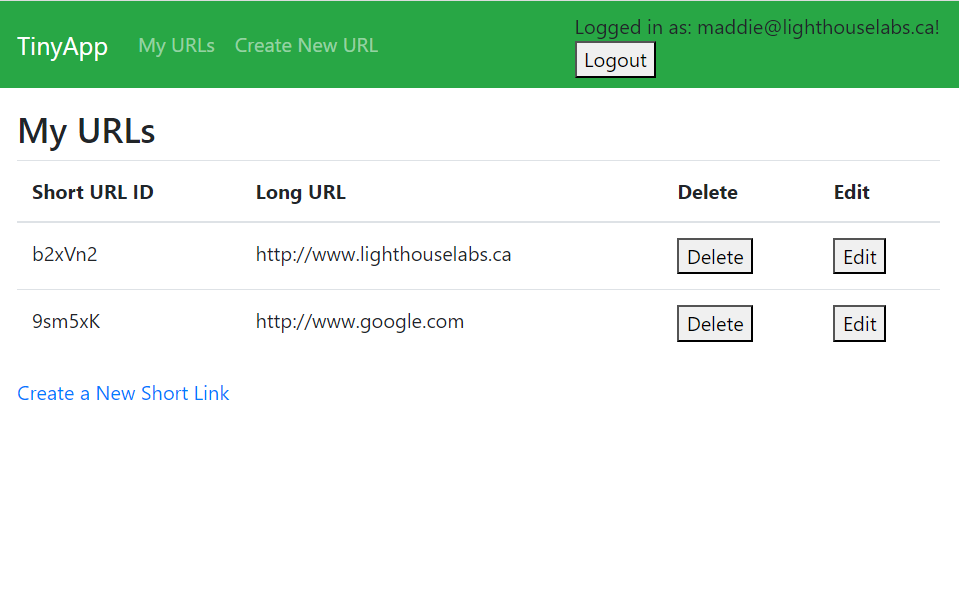 TinyApp My URLs Create New URL Logged in as: maddie@lighthouselabs.ca!
Logout
My URLs
Short URL ID Long URL Delete Edit
b2xVn2 http://www.lighthouselabs.ca Delete Edit
9sm5xK http://www.google.com Delete Edit
Create a New Short Link